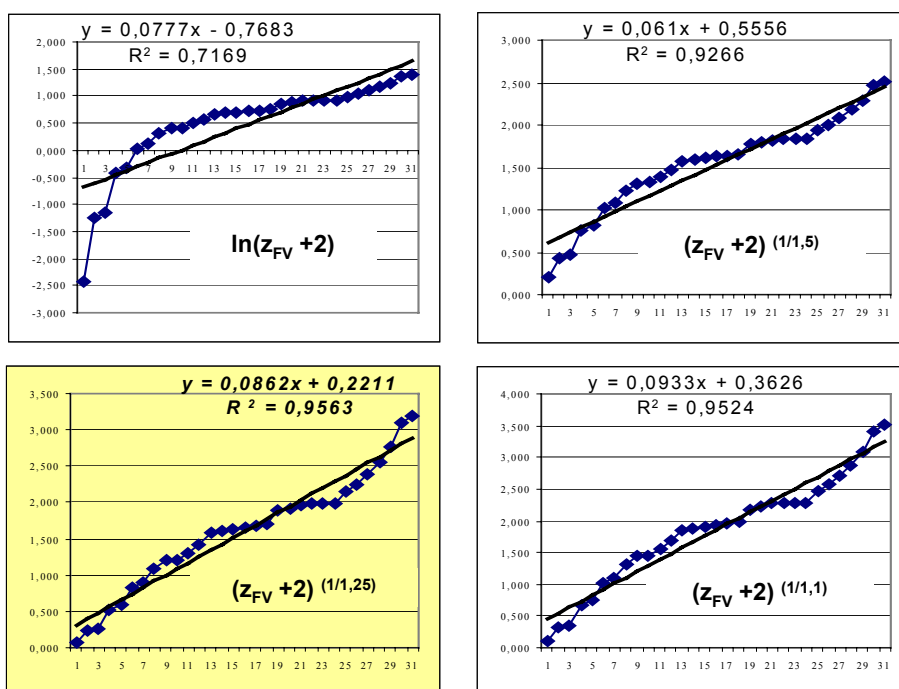 y = 0,0777x - 0,7683
R² = 0,7169
2,000
1,500
1,000
0,500
0,000
-0,500
-1,000
-1,500
-2,000
-2,500
-3,000
1 3 5 7 9 11 13 15 17 19 21 23 25 27 29 31
ln(zFV +2)
y = 0,061x + 0,5556
R² = 0,9266
3,000
2,500
2,000
1,500
1,000
0,500
0,000
(zFV +2) (1/1,5)
1 3 5 7 9 11 13 15 17 19 21 23 25 27 29 31
y = 0,0862x + 0,2211
R² = 0,9563
3,500
3,000
2,500
2,000
1,500
1,000
0,500
0,000
(zFV +2) (1/1,25)
1 3 5 7 9 11 13 15 17 19 21 23 25 27 29 31
y = 0,0933x + 0,3626
R² = 0,9524
4,000
3,500
3,000
2,500
2,000
1,500
1,000
0,500
0,000
(zFV +2) (1/1,1)
1 3 5 7 9 11 13 15 17 19 21 23 25 27 29 31